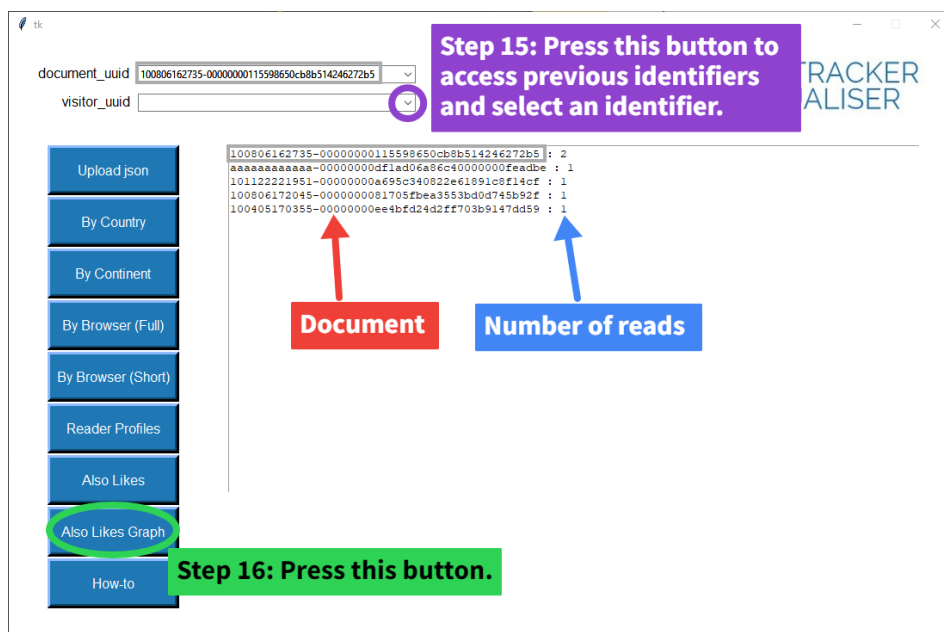 tk
document_uuid 100806162735-00000000115598650cb8b514246272b5
visitor_uuid
Step 15: Press this button to
access previous identifiers
and select an identifier.
TRACKER
ALISER
Upload json
By Country
By Continent
By Browser (Full)
By Browser (Short)
Reader Profiles
Also Likes
Also Likes Graph
How-to
100806162735-00000000115598650cb8b514246272b5 : 2
aaaaaaaaaaaa-00000000df1ad06a86c40000000feadbe : 1
101122221951-00000000a695c340822e61891c8f14cf : 1
100806172045-0000000081705fbea3553bd0d745b92f : 1
100405170355-00000000ee4bfd24d2ff703b9147dd59 : 1
Document
Number of reads
Step 16: Press this button.